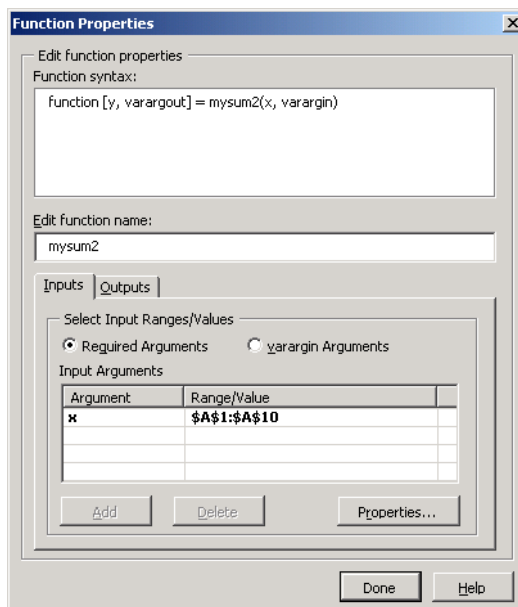 Function Properties
Edit function properties
Function syntax:
function [y, varargout] = mysum2(x, varargin)
Edit function name:
mysum2
Inputs Outputs
Select Input Ranges/Values
Required Arguments varargin Arguments
Input Arguments
Argument Range/Value
x $A$1:$A$10
Add Delete Properties...
Done Help